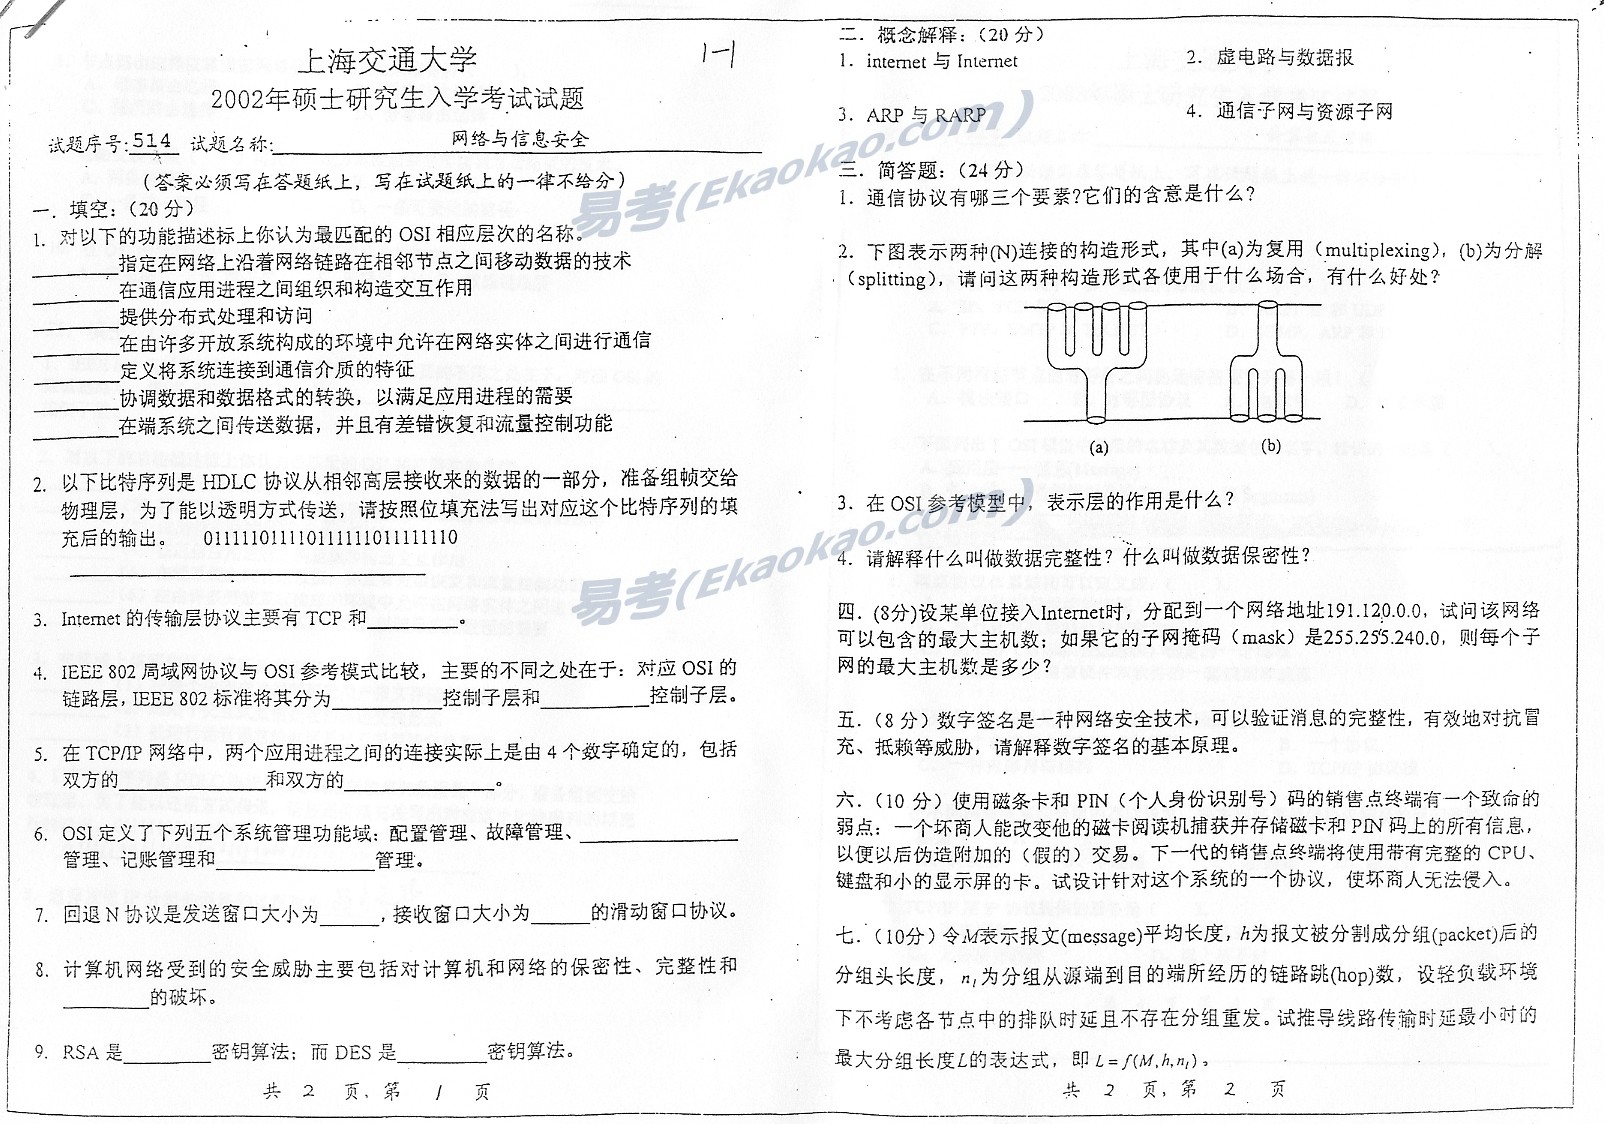 上海交通大学
1-1
2002年硕士研究生入学考试试题
试题序号:514 试题名称: 网络与信息安全
(答案必须写在答题纸上，写在试题纸上的一律不给分)
一．填空：(20分)
1. 对以下的功能描述标上你认为最匹配的 OSI 相应层次的名称。
________指定在网络上沿着网络链路在相邻节点之间移动数据的技术
________在通信应用进程之间组织和构造交互作用
________提供分布式处理和访问
________在由许多开放系统构成的环境中允许在网络实体之间进行通信
________定义将系统连接到通信介质的特征
________协调数据和数据格式的转换，以满足应用进程的需要
________在端系统之间传送数据，并且有差错恢复和流量控制功能
2. 以下比特序列是 HDLC 协议从相邻高层接收来的数据的一部分，准备组帧交给
物理层，为了能以透明方式传送，请按照位填充法写出对应这个比特序列的填
充后的输出。 0111110111110111111011111110
3. Internet 的传输层协议主要有 TCP 和________。
4. IEEE 802 局域网协议与 OSI 参考模式比较，主要的不同之处在于：对应 OSI 的
链路层，IEEE 802 标准将其分为__________控制子层和__________控制子层。
5. 在 TCP/IP 网络中，两个应用进程之间的连接实际上是由 4 个数字确定的，包括
双方的______________和双方的______________。
6. OSI 定义了下列五个系统管理功能域：配置管理、故障管理、______________
管理、记账管理和______________管理。
7. 回退 N 协议是发送窗口大小为_____，接收窗口大小为_____的滑动窗口协议。
8. 计算机网络受到的安全威胁主要包括对计算机和网络的保密性、完整性和
________的破坏。
9. RSA 是________密钥算法；而 DES 是________密钥算法。
共 2 页，第 1 页
二．概念解释：(20 分)
1. internet 与 Internet 2. 虚电路与数据报
3. ARP 与 RARP 4. 通信子网与资源子网
三．简答题：(24 分)
1. 通信协议有哪三个要素?它们的含意是什么?
2. 下图表示两种(N)连接的构造形式，其中(a)为复用（multiplexing），(b)为分解
（splitting），请问这两种构造形式各使用于什么场合，有什么好处?
(a) (b)
3. 在 OSI 参考模型中，表示层的作用是什么?
4. 请解释什么叫做数据完整性? 什么叫做数据保密性?
四．(8分)设某单位接入Internet时，分配到一个网络地址191.120.0.0，试问该网络
可以包含的最大主机数；如果它的子网掩码（mask）是255.255.240.0，则每个子
网的最大主机数是多少?
五．(8 分) 数字签名是一种网络安全技术，可以验证消息的完整性，有效地对抗冒
充、抵赖等威胁，请解释数字签名的基本原理。
六．(10 分) 使用磁条卡和 PIN（个人身份识别号）码的销售点终端有一个致命的
弱点：一个坏商人能改变他的磁卡阅读机捕获并存储磁卡和 PIN 码上的所有信息，
以便以后伪造附加的（假的）交易。下一代的销售点终端将使用带有完整的 CPU、
键盘和小的显示屏的卡。试设计针对这个系统的一个协议，使坏商人无法侵入。
七．(10分) 令M表示报文(message)平均长度，h为报文被分割成分组(packet)后的
分组头长度，n₁为分组从源端到目的端所经历的链路跳(hop)数，设轻负载环境
下不考虑各节点中的排队时延且不存在分组重发。试推导线路传输时延最小时的
最大分组长度L的表达式，即 L = f(M,h,n₁)。
共 2 页，第 2 页
易考(Ekaokao.com)
易考(Ekaokao.com)